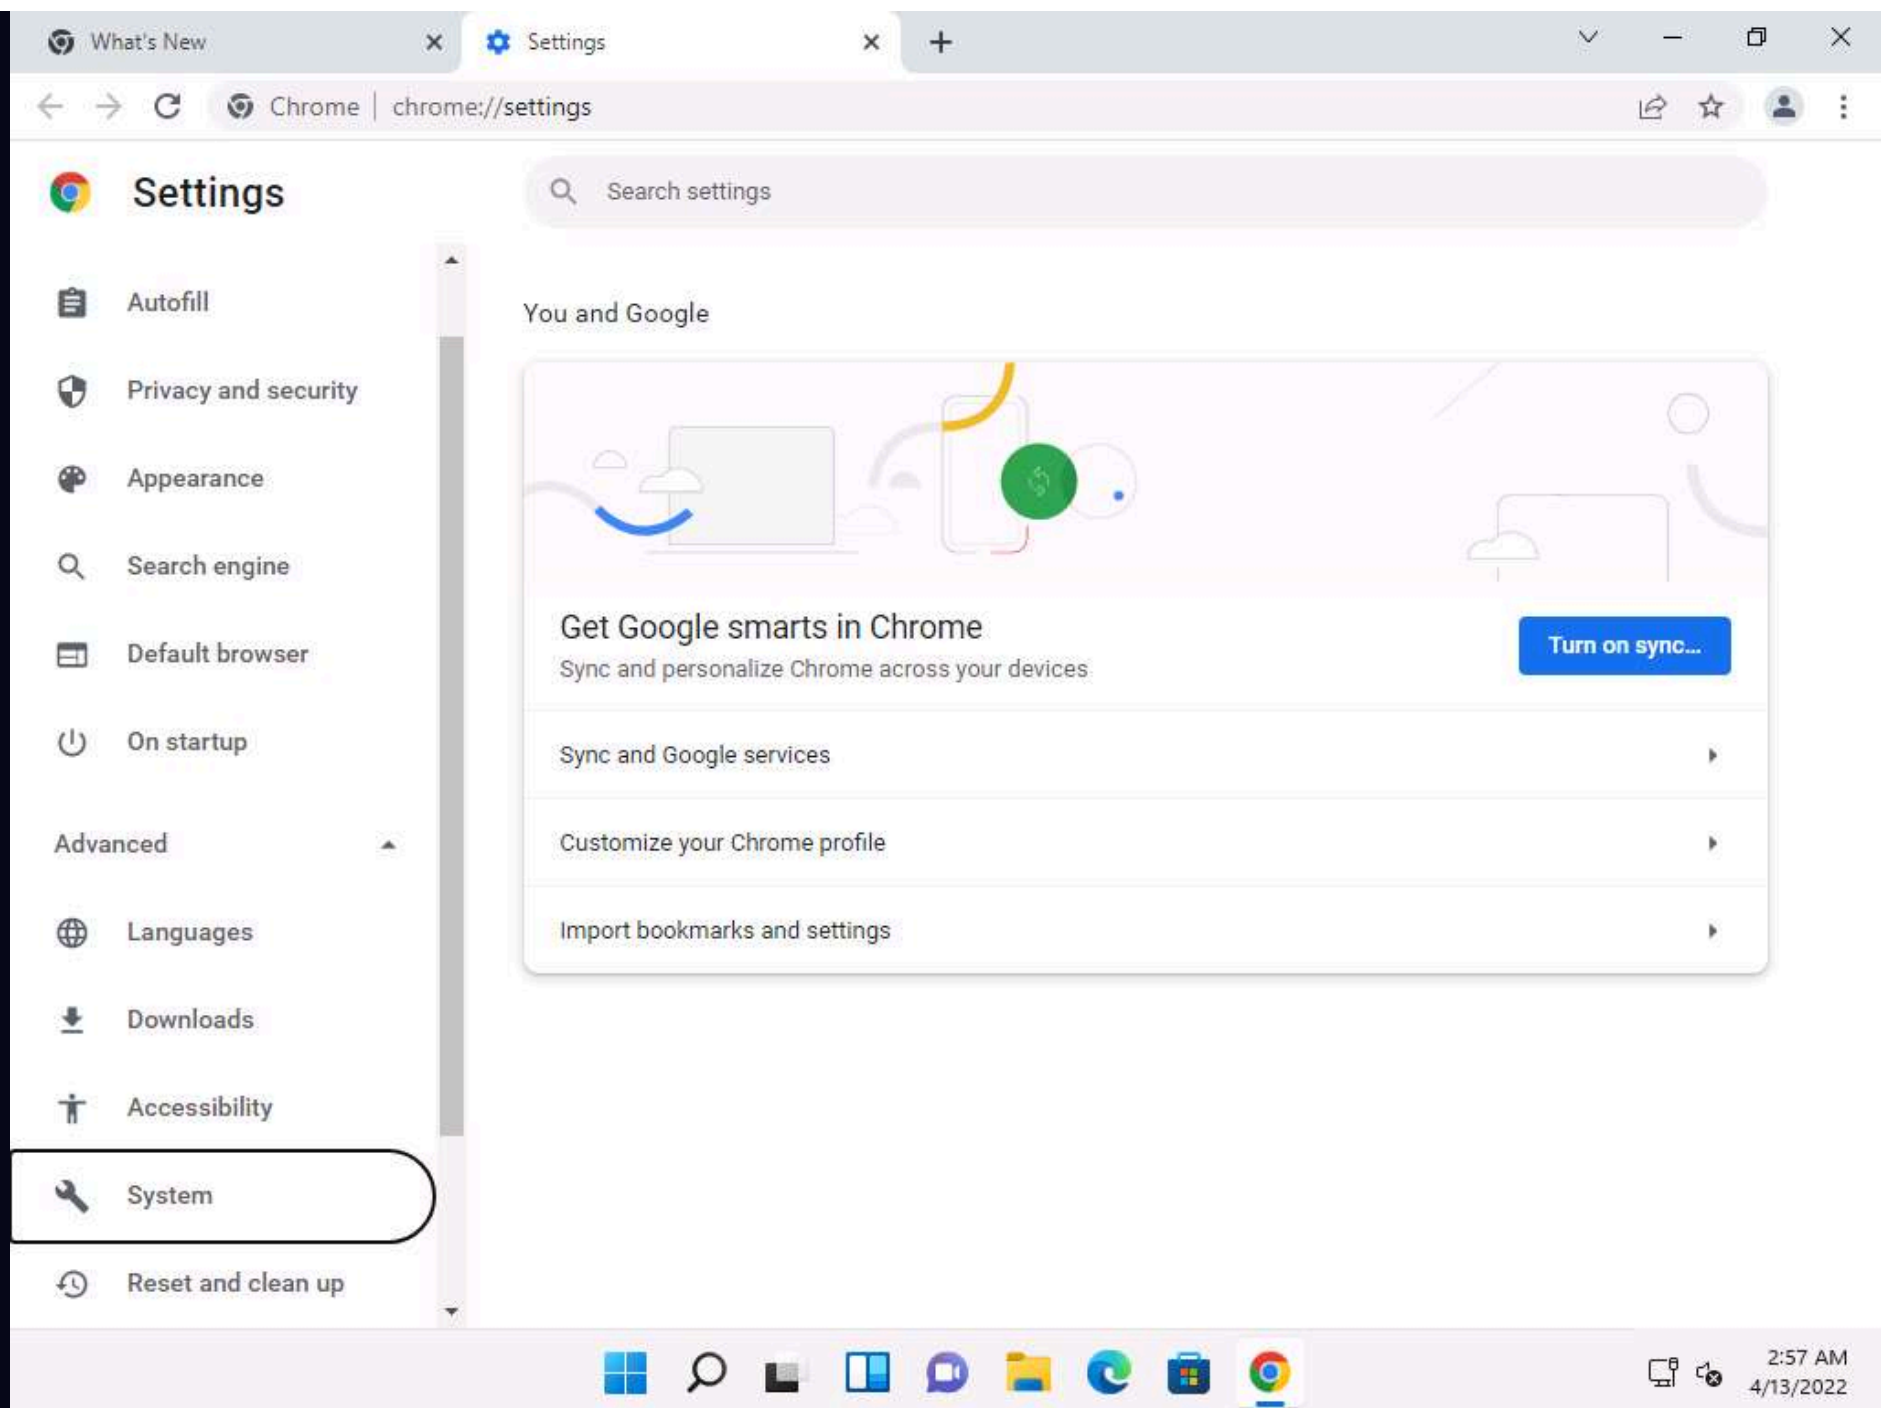 What's New
Settings
Chrome | chrome://settings
Settings
Search settings
Autofill
Privacy and security
Appearance
Search engine
Default browser
On startup
Advanced
Languages
Downloads
Accessibility
System
Reset and clean up
You and Google
Get Google smarts in Chrome
Sync and personalize Chrome across your devices
Turn on sync...
Sync and Google services
Customize your Chrome profile
Import bookmarks and settings
2:57 AM
4/13/2022